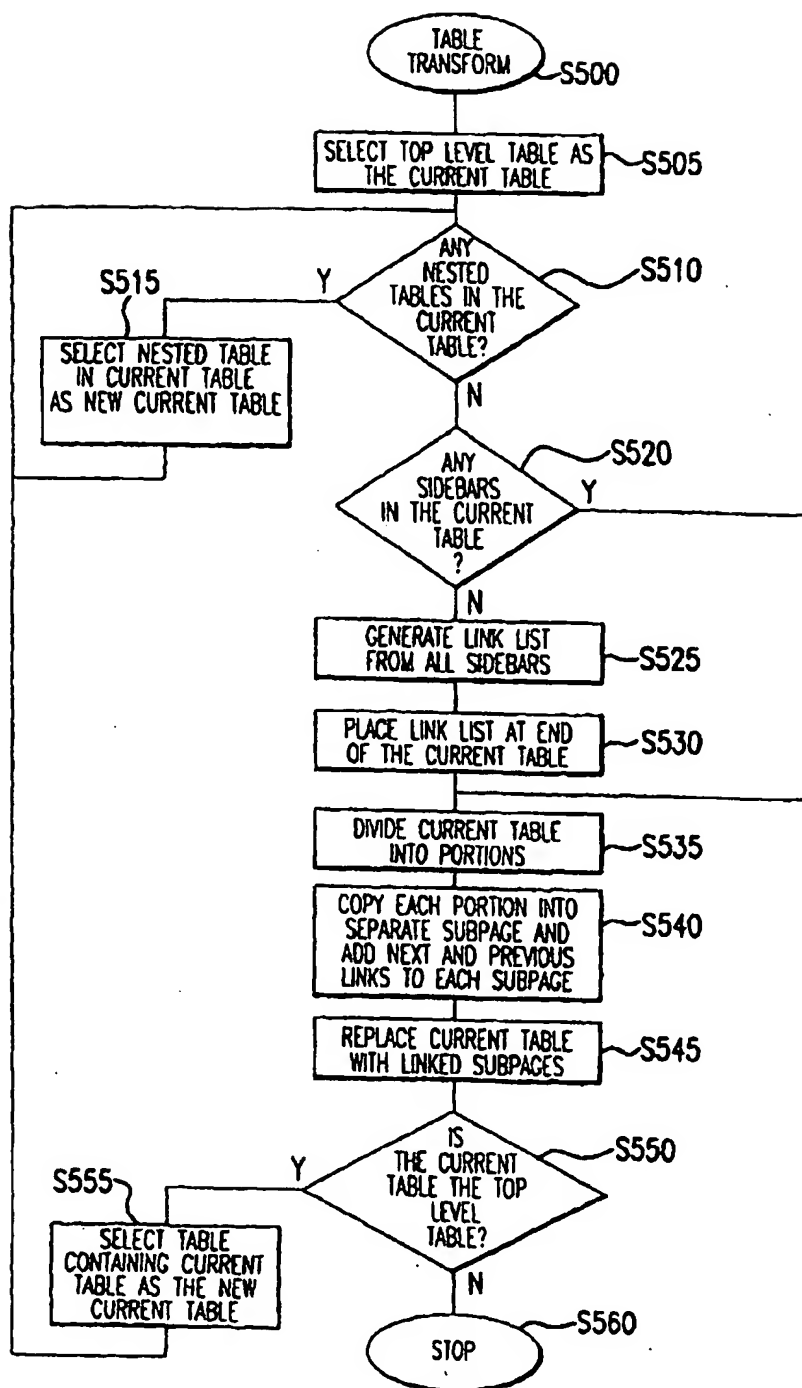 TABLE
TRANSFORM
S500
SELECT TOP LEVEL TABLE AS
THE CURRENT TABLE
S505
ANY
NESTED
TABLES IN THE
CURRENT
TABLE?
S510
Y
N
S515
SELECT NESTED TABLE
IN CURRENT TABLE
AS NEW CURRENT TABLE
ANY
SIDEBARS
IN THE CURRENT
TABLE
?
S520
Y
N
GENERATE LINK LIST
FROM ALL SIDEBARS
S525
PLACE LINK LIST AT END
OF THE CURRENT TABLE
S530
DIVIDE CURRENT TABLE
INTO PORTIONS
S535
COPY EACH PORTION INTO
SEPARATE SUBPAGE AND
ADD NEXT AND PREVIOUS
LINKS TO EACH SUBPAGE
S540
REPLACE CURRENT TABLE
WITH LINKED SUBPAGES
S545
IS
THE CURRENT
TABLE THE TOP
LEVEL
TABLE?
S550
Y
N
S555
SELECT TABLE
CONTAINING CURRENT
TABLE AS THE NEW
CURRENT TABLE
STOP
S560